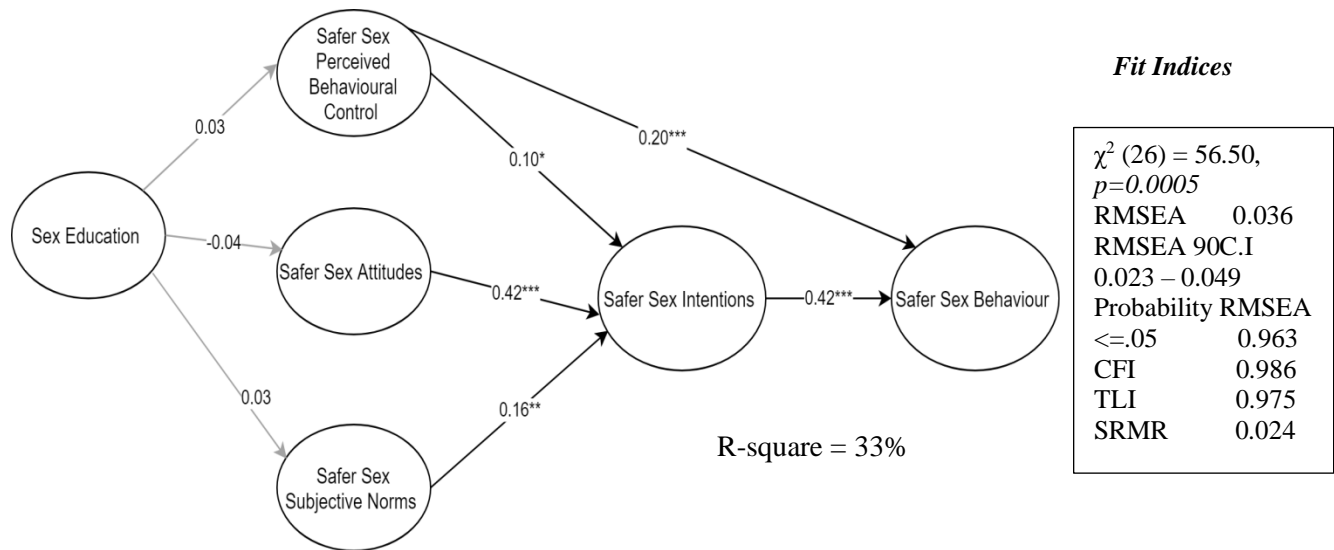 Safer Sex
Perceived
Behavioural
Control
Fit Indices
0.03
0.20***
0.10*
χ² (26) = 56.50,
p=0.0005
RMSEA 0.036
RMSEA 90C.I
0.023 – 0.049
Probability RMSEA
<=.05 0.963
CFI 0.986
TLI 0.975
SRMR 0.024
Sex Education
-0.04
Safer Sex Attitudes
0.42***
Safer Sex Intentions
0.42***
Safer Sex Behaviour
0.03
0.16**
R-square = 33%
Safer Sex
Subjective Norms